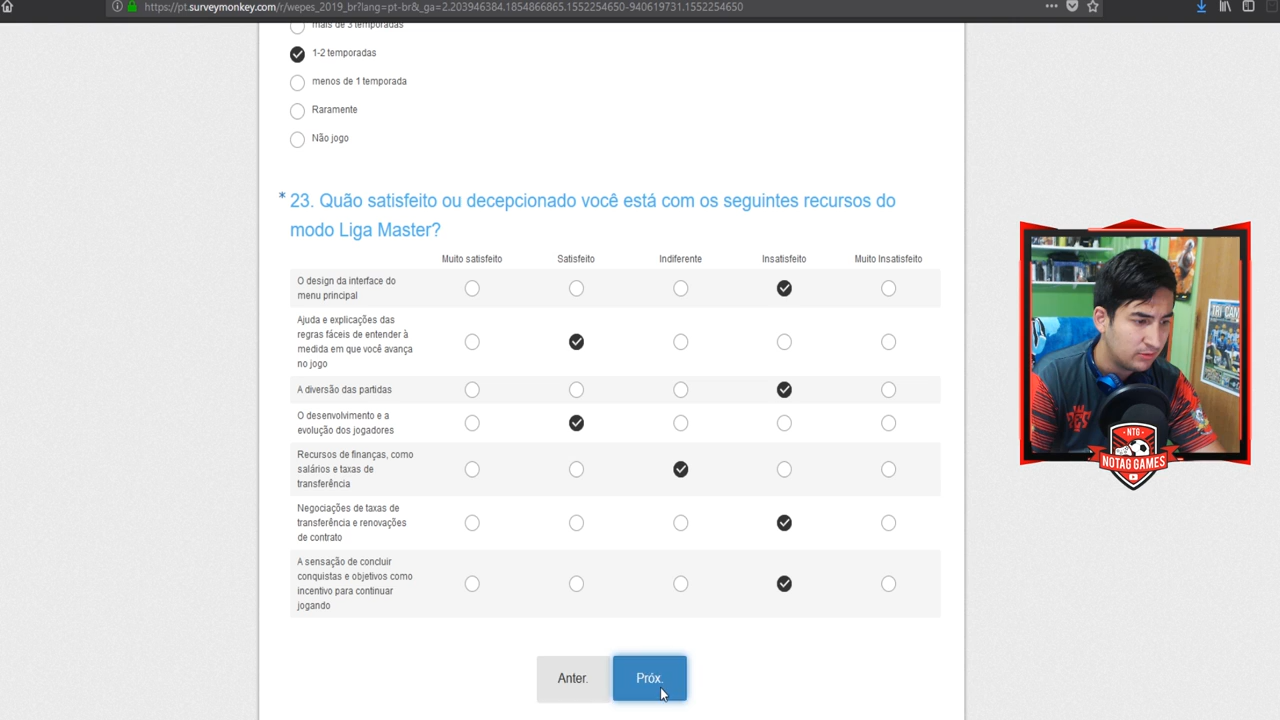 https://pt.surveymonkey.com/r/wepes_2019_br?lang=pt-br&_ga=2.203946384.1854866865.1552254650-940619731.1552254650
mais de 3 temporadas
1-2 temporadas
menos de 1 temporada
Raramente
Não jogo
* 23. Quão satisfeito ou decepcionado você está com os seguintes recursos do
modo Liga Master?
Muito satisfeito Satisfeito Indiferente Insatisfeito Muito Insatisfeito
O design da interface do
menu principal
Ajuda e explicações das
regras fáceis de entender à
medida em que você avança
no jogo
A diversão das partidas
O desenvolvimento e a
evolução dos jogadores
Recursos de finanças, como
salários e taxas de
transferência
Negociações de taxas de
transferência e renovações
de contrato
A sensação de concluir
conquistas e objetivos como
incentivo para continuar
jogando
Anter. Próx.
NTG
NOTAG GAMES